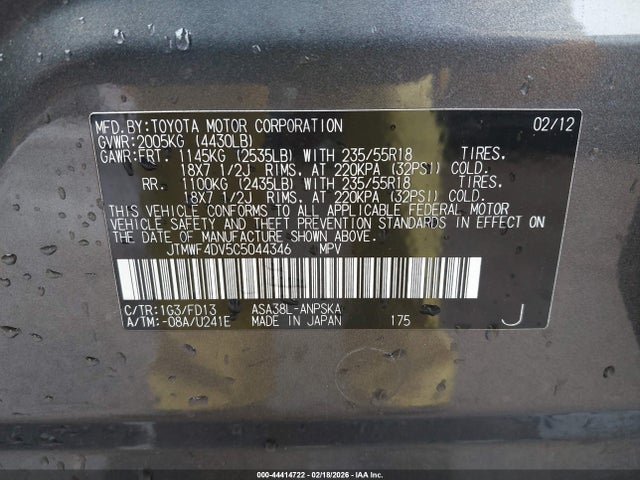 MFD.BY:TOYOTA MOTOR CORPORATION 02/12
GVWR:2005KG (4430LB)
GAWR:FRT. 1145KG (2535LB) WITH 235/55R18 TIRES.
18X7 1/2J RIMS. AT 220KPA (32PSI) COLD.
RR. 1100KG (2435LB) WITH 235/55R18 TIRES.
18X7 1/2J RIMS. AT 220KPA (32PSI) COLD.
THIS VEHICLE CONFORMS TO ALL APPLICABLE FEDERAL MOTOR
VEHICLE SAFETY AND THEFT PREVENTION STANDARDS IN EFFECT ON
THE DATE OF MANUFACTURE SHOWN ABOVE.
JTMWF4DV5C5044346 MPV
C/TR:1G3/FD13 ASA38L-ANPSKA
A/TM:-08A/U241E MADE IN JAPAN 175 J
000-44414722 - 02/18/2026 - IAA Inc.